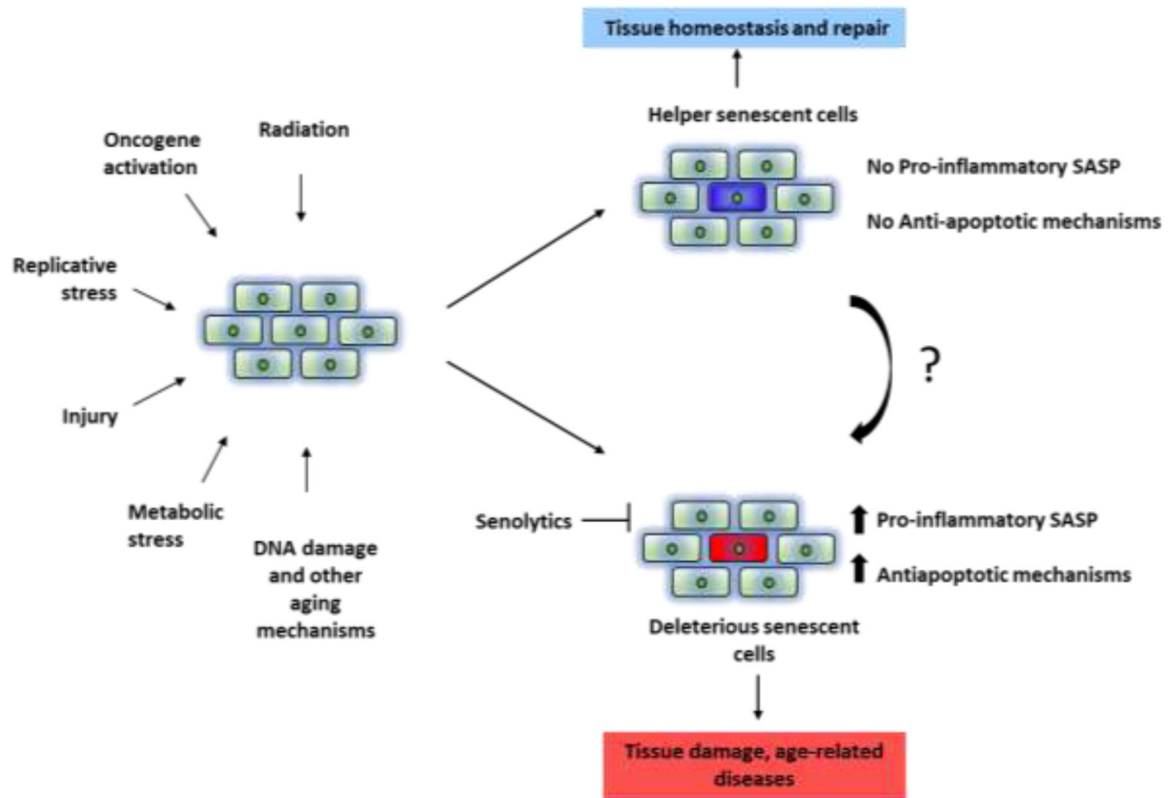 Tissue homeostasis and repair
Helper senescent cells
No Pro-inflammatory SASP
No Anti-apoptotic mechanisms
Oncogene
activation
Radiation
Replicative
stress
Injury
Metabolic
stress
DNA damage
and other
aging
mechanisms
?
Senolytics
Pro-inflammatory SASP
Antiapoptotic mechanisms
Deleterious senescent
cells
Tissue damage, age-related
diseases